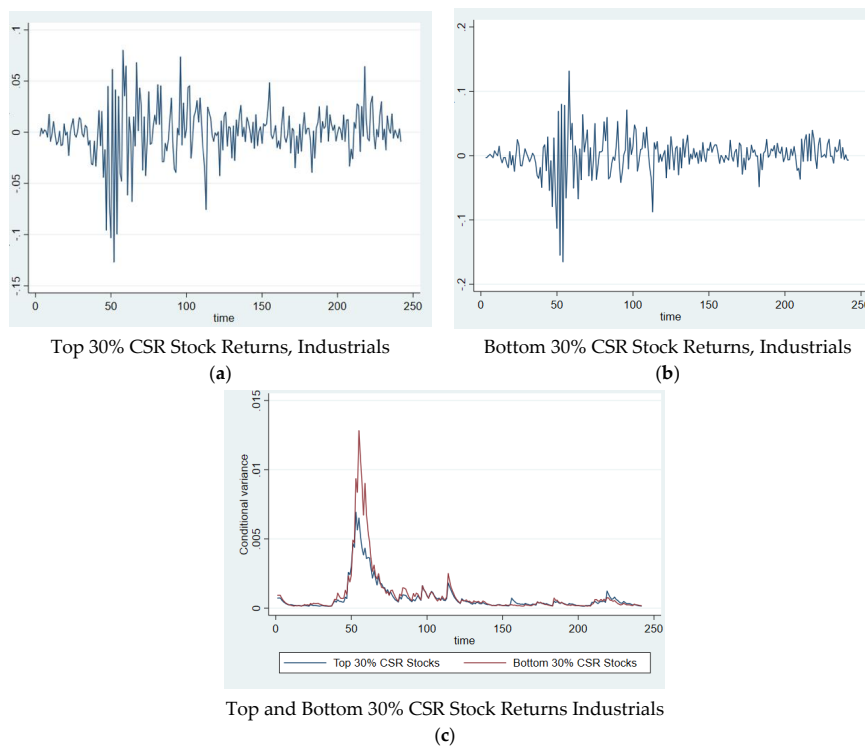 .1
.05
0
-.05
-.1
-.15
0 50 100 150 200 250
time
Top 30% CSR Stock Returns, Industrials
(a)
.2
.1
0
-.1
-.2
0 50 100 150 200 250
time
Bottom 30% CSR Stock Returns, Industrials
(b)
Conditional variance
.015
.01
.005
0
0 50 100 150 200 250
time
Top 30% CSR Stocks Bottom 30% CSR Stocks
Top and Bottom 30% CSR Stock Returns Industrials
(c)